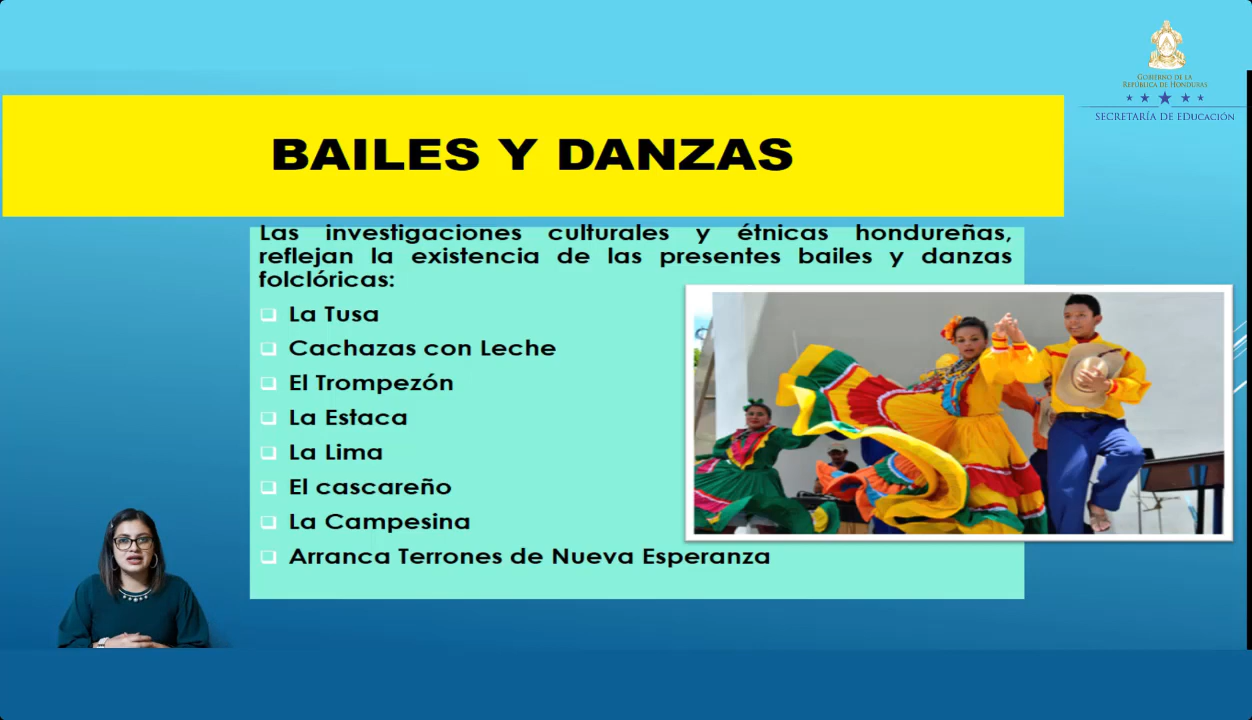 GOBIERNO DE LA
REPÚBLICA DE HONDURAS
SECRETARÍA DE EDUCACIÓN
BAILES Y DANZAS
Las investigaciones culturales y étnicas hondureñas,
reflejan la existencia de las presentes bailes y danzas
folclóricas:
La Tusa
Cachazas con Leche
El Trompezón
La Estaca
La Lima
El cascareño
La Campesina
Arranca Terrones de Nueva Esperanza